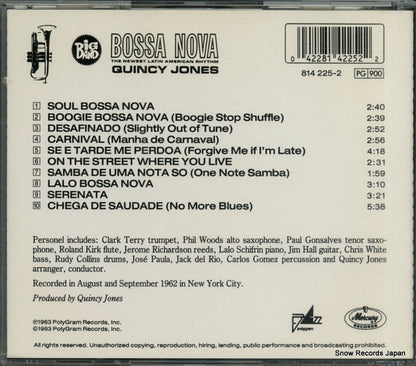 Big BAND
BOSSA NOVA
THE NEWEST LATIN AMERICAN RHYTHM
QUINCY JONES
0 42281 42252 2
814 225-2 PG 900
1 SOUL BOSSA NOVA 2:40
2 BOOGIE BOSSA NOVA (Boogie Stop Shuffle) 2:39
3 DESAFINADO (Slightly Out of Tune) 2:52
4 CARNIVAL (Manha de Carnaval) 2:56
5 SE E TARDE ME PERDOA (Forgive Me if I'm Late) 4:18
6 ON THE STREET WHERE YOU LIVE 2:31
7 SAMBA DE UMA NOTA SO (One Note Samba) 1:59
8 LALO BOSSA NOVA 3:10
9 SERENATA 3:21
10 CHEGA DE SAUDADE (No More Blues) 5:38
Personel includes: Clark Terry trumpet, Phil Woods alto saxophone, Paul Gonsalves tenor saxo-
phone, Roland Kirk flute, Jerome Richardson reeds, Lalo Schifrin piano, Jim Hall guitar, Chris White
bass, Rudy Collins drums, José Paula, Jack del Rio, Carlos Gomez percussion and Quincy Jones
arranger, conductor.
Recorded in August and September 1962 in New York City.
Produced by Quincy Jones
℗1963 PolyGram Records, Inc.
©1963 PolyGram Records, Inc.
Jazz
polygram
Mercury
RECORDS
All rights reserved. Unauthorized copying, reproduction, hiring, lending, public performance and broadcasting prohibited.
Snow Records Japan